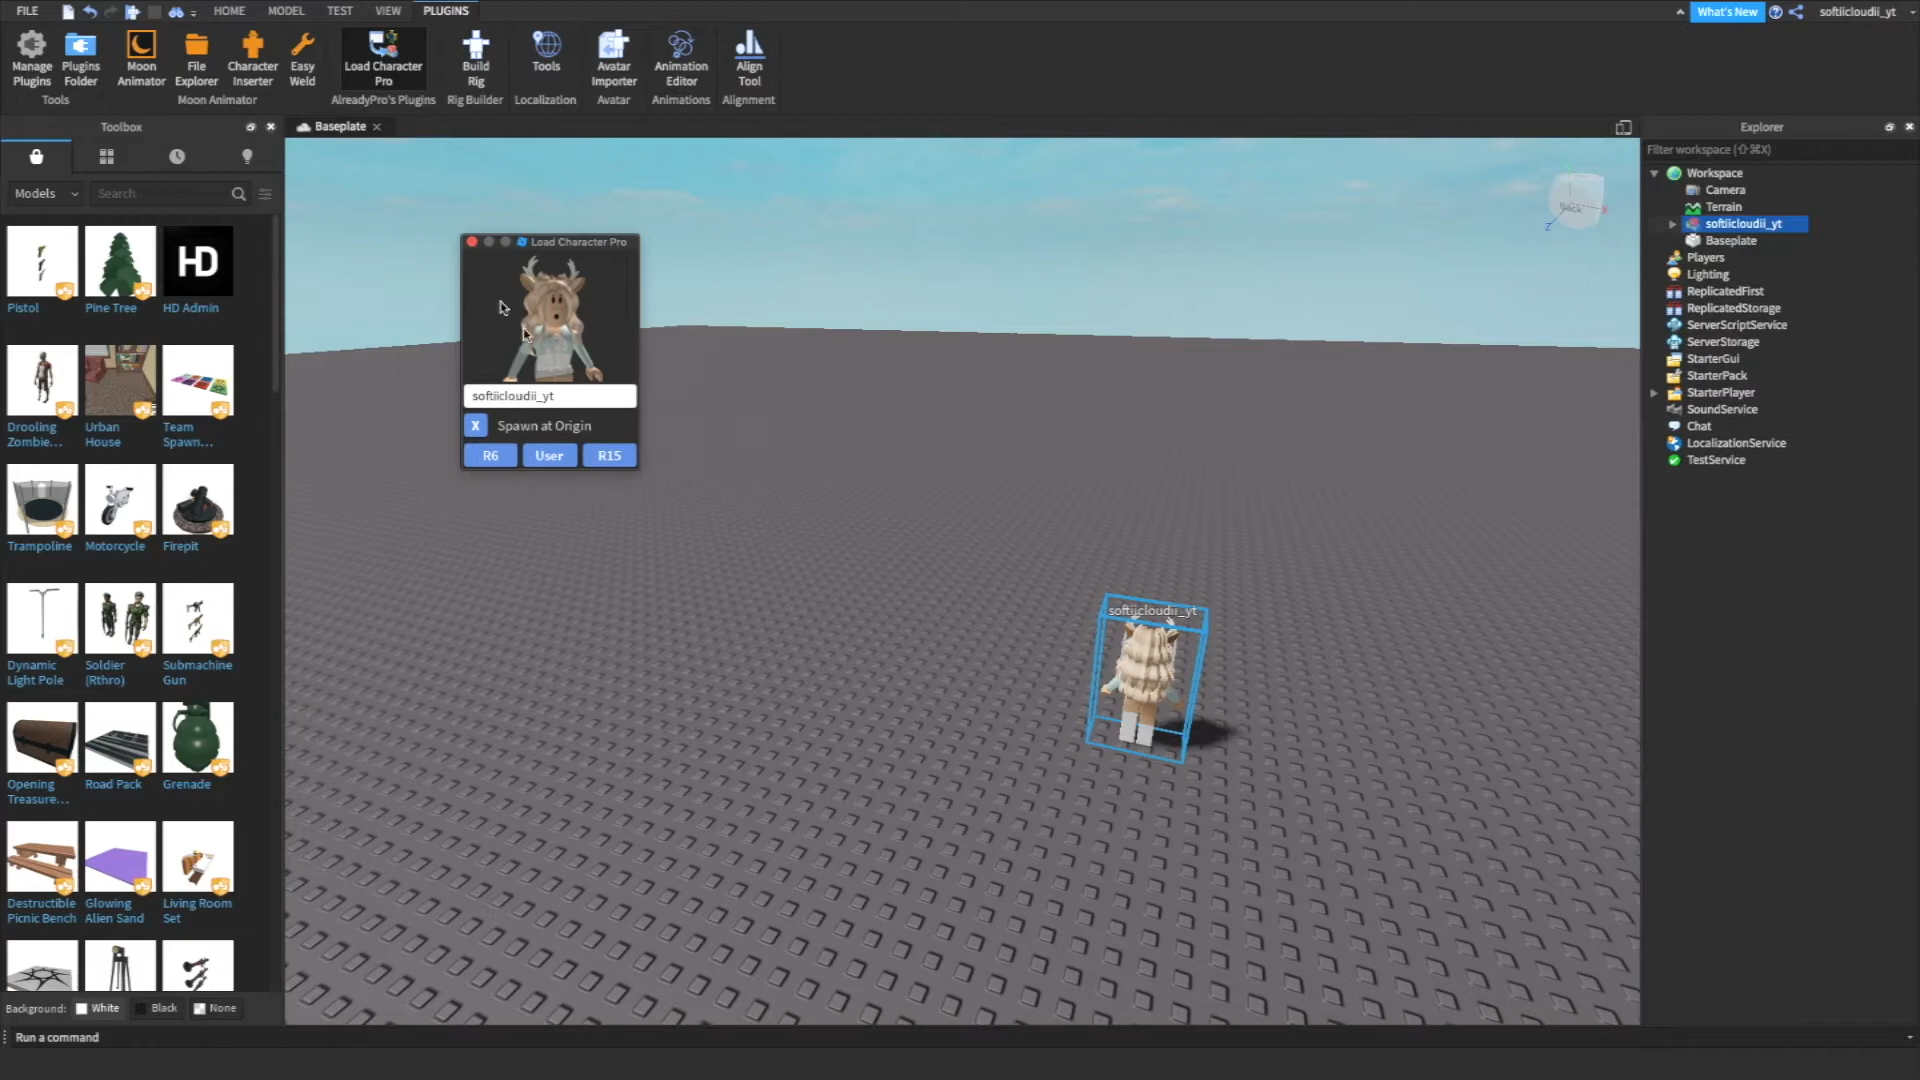 FILE HOME MODEL TEST VIEW PLUGINS What's New softiicloudii_yt
Manage Plugins Moon File Character Easy Load Character Build Tools Avatar Animation Align
Plugins Folder Animator Explorer Inserter Weld Pro Rig Importer Editor Tool
Tools Moon Animator AlreadyPro's Plugins Rig Builder Localization Avatar Animations Alignment
Toolbox
Models Search
Pistol Pine Tree HD Admin
HD
Drooling Urban Team
Zombie... House Spawn...
Trampoline Motorcycle Firepit
Dynamic Soldier Submachine
Light Pole (Rthro) Gun
Opening Road Pack Grenade
Treasure...
Destructible Glowing Living Room
Picnic Bench Alien Sand Set
Background: White Black None
Run a command
Baseplate
Load Character Pro
softiicloudii_yt
X Spawn at Origin
R6 User R15
Back
Z
softiicloudii_yt
Explorer
Filter workspace (⇧⌘X)
Workspace
Camera
Terrain
softiicloudii_yt
Baseplate
Players
Lighting
ReplicatedFirst
ReplicatedStorage
ServerScriptService
ServerStorage
StarterGui
StarterPack
StarterPlayer
SoundService
Chat
LocalizationService
TestService